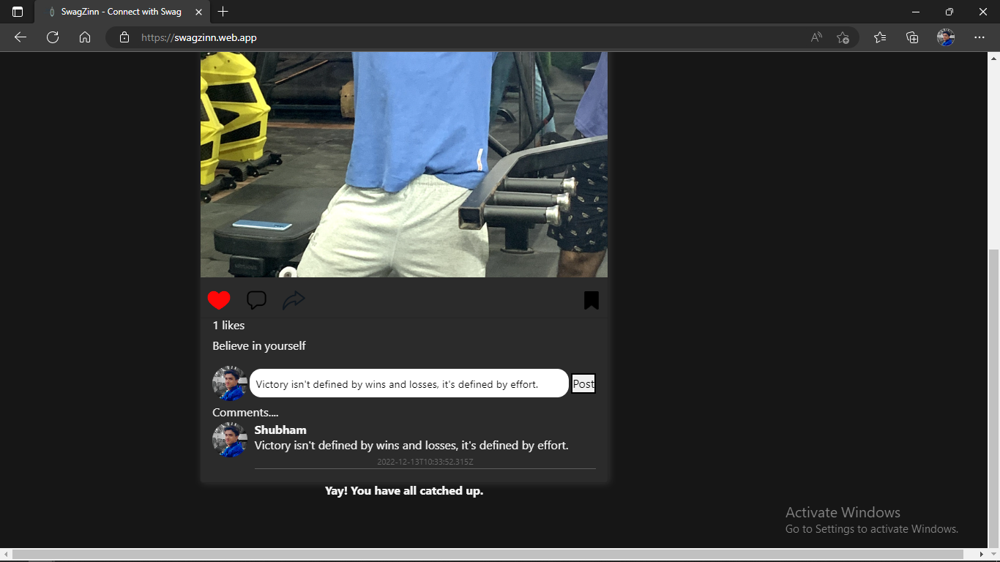 SwagZinn - Connect with Swag
https://swagzinn.web.app
1 likes
Believe in yourself
Victory isn't defined by wins and losses, it's defined by effort.
Post
Comments....
Shubham
Victory isn't defined by wins and losses, it's defined by effort.
2022-12-13T10:33:52.315Z
Yay! You have all catched up.
Activate Windows
Go to Settings to activate Windows.